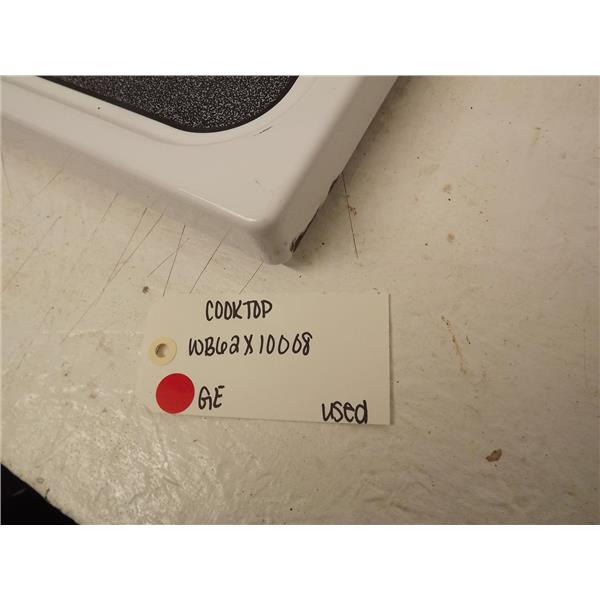 COOKTOP
WB62X10008
GE
used